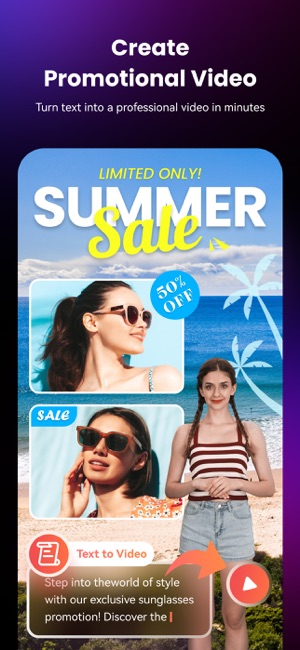 Create
Promotional Video
Turn text into a professional video in minutes
LIMITED ONLY!
SUMMER
Sale
50%
OFF
SALE
Text to Video
Step into theworld of style
with our exclusive sunglasses
promotion! Discover the